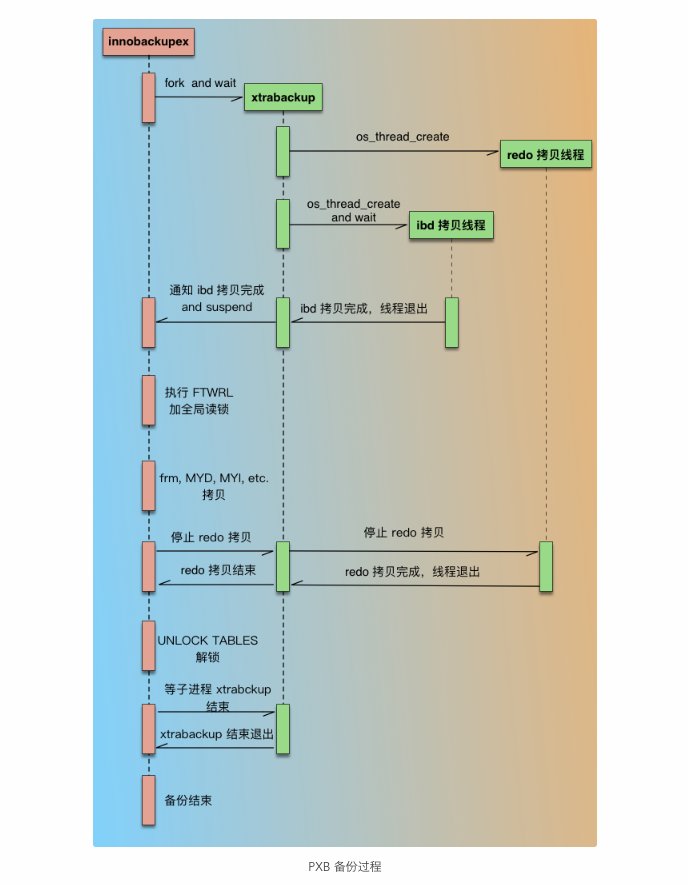 innobackupex
fork and wait
xtrabackup
os_thread_create
redo 拷贝线程
os_thread_create
and wait
ibd 拷贝线程
通知 ibd 拷贝完成
and suspend
ibd 拷贝完成，线程退出
执行 FTWRL
加全局读锁
frm, MYD, MYI, etc.
拷贝
停止 redo 拷贝
停止 redo 拷贝
redo 拷贝结束
redo 拷贝完成，线程退出
UNLOCK TABLES
解锁
等子进程 xtrabckup
结束
xtrabackup 结束退出
备份结束
PXB 备份过程